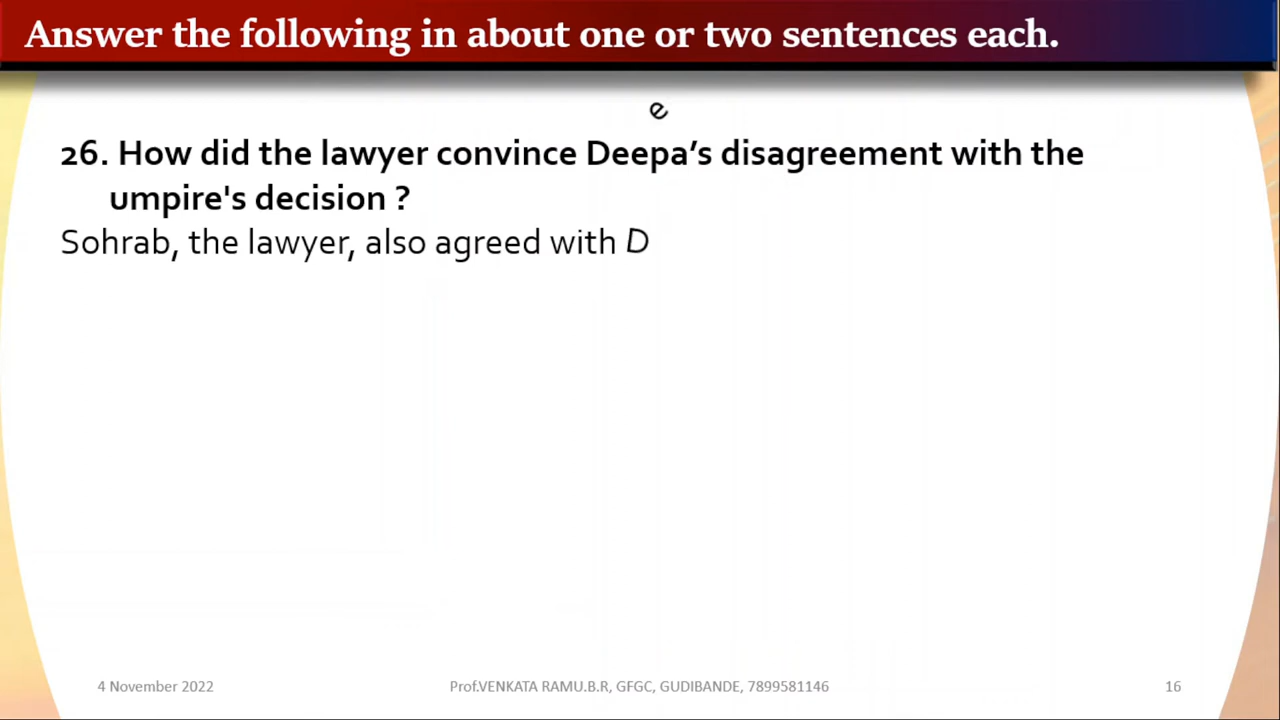 Answer the following in about one or two sentences each.
e
26. How did the lawyer convince Deepa’s disagreement with the
umpire's decision ?
Sohrab, the lawyer, also agreed with D
4 November 2022
Prof.VENKATA RAMU.B.R, GFGC, GUDIBANDE, 7899581146
16